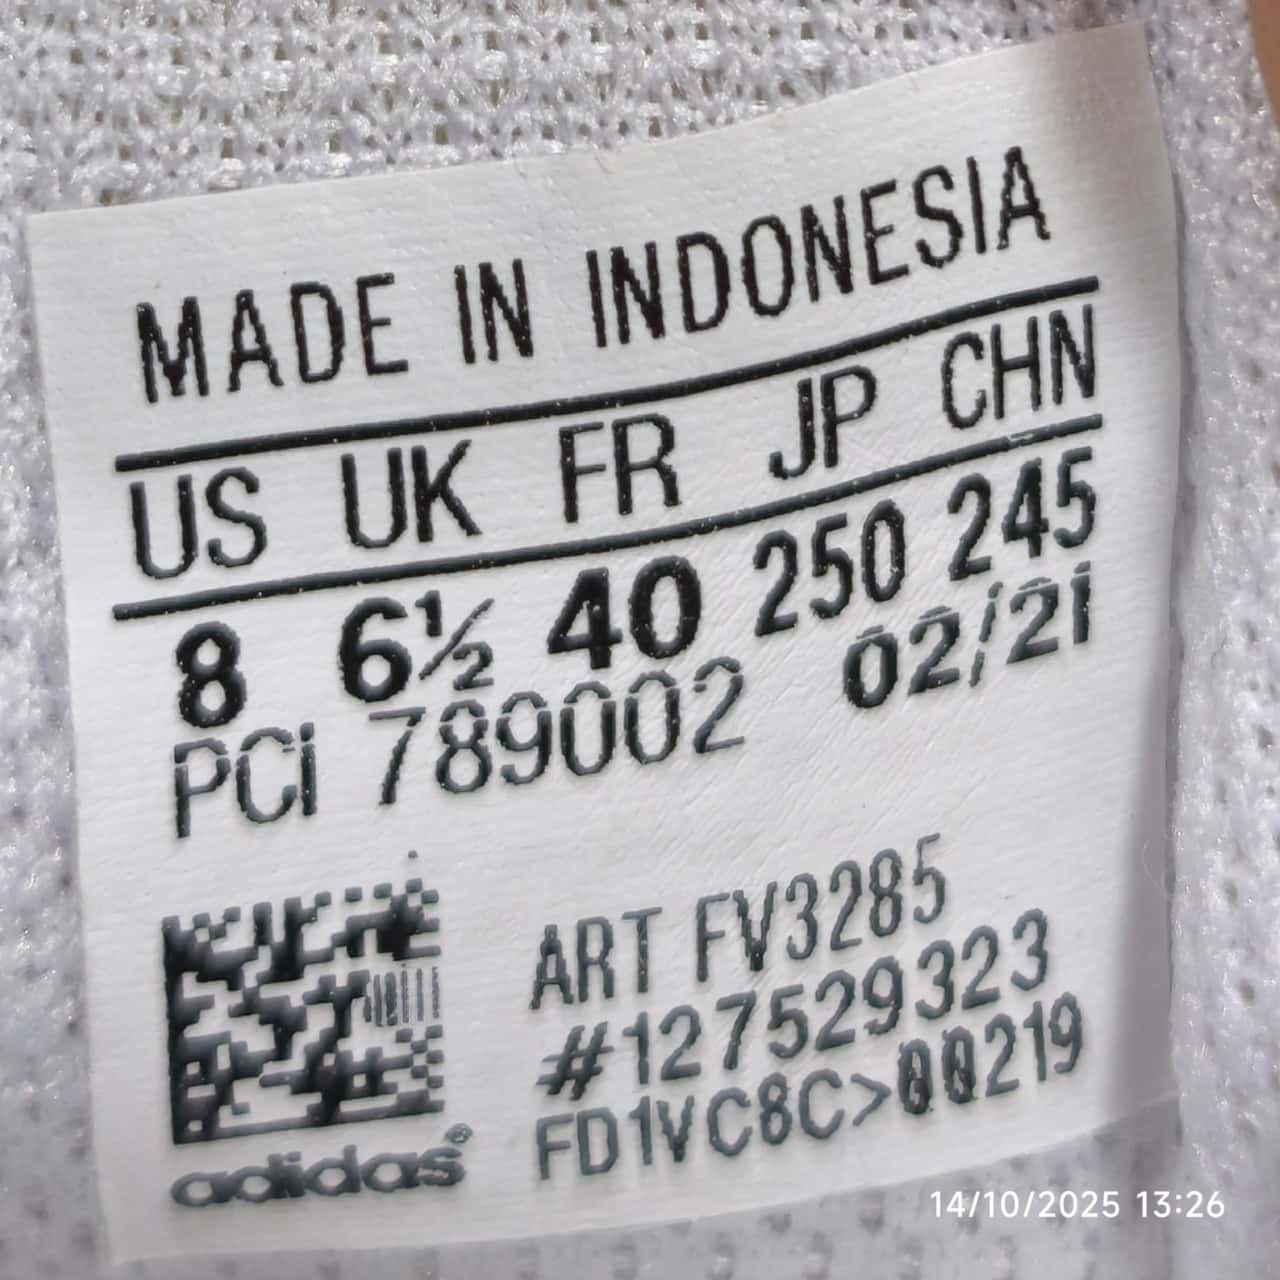 MADE IN INDONESIA
US UK FR JP CHN
8 6½ 40 250 245
PCI 789002 02/21
ART FV3285
#127529323
FD1VC8C>00219
adidas®
14/10/2025 13:26